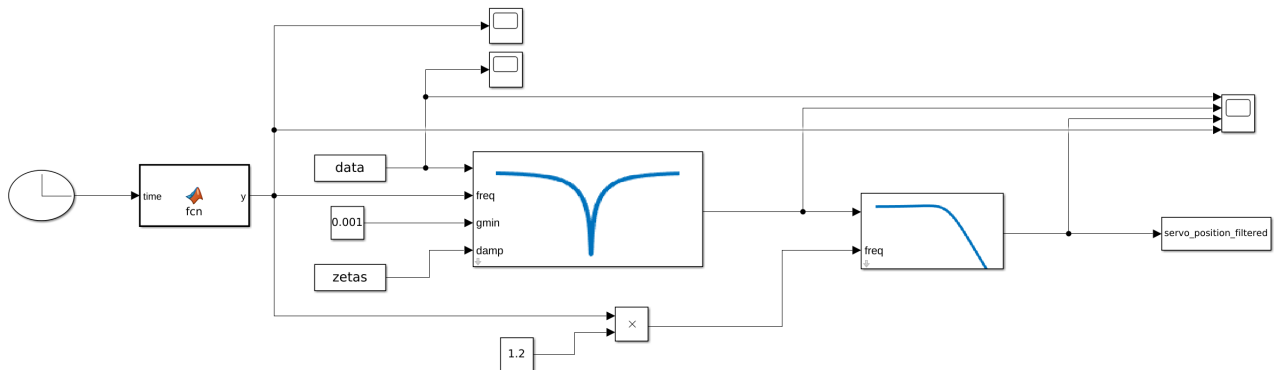 data
time
fcn
y
freq
0.001
gmin
damp
zetas
freq
servo_position_filtered
×
1.2